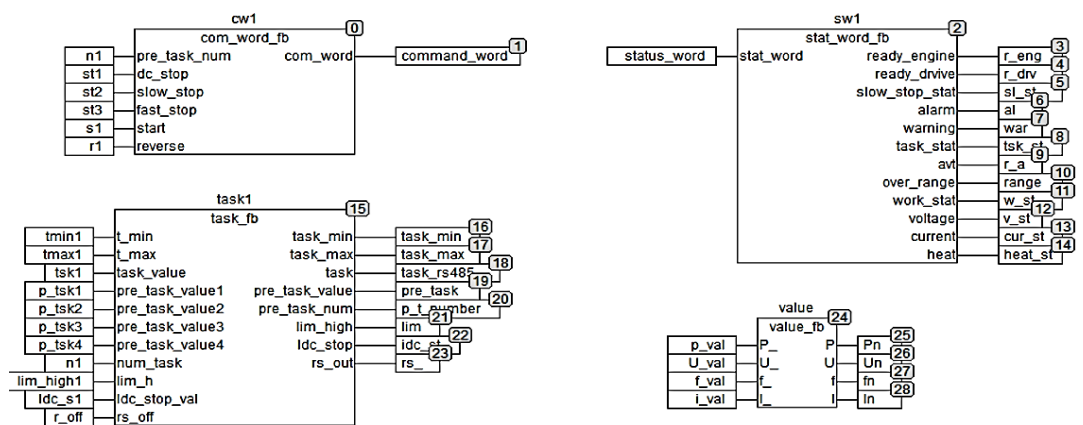 cw1
0
com_word_fb
n1 pre_task_num com_word command_word 1
st1 dc_stop
st2 slow_stop
st3 fast_stop
s1 start
r1 reverse
sw1
2
stat_word_fb
status_word stat_word ready_engine r_eng 3
ready_drvive r_drv 4
slow_stop_stat sl_st 5
alarm al 6
warning war 7
task_stat tsk_st 8
avt r_a 9
over_range range 10
work_stat w_st 11
voltage v_st 12
current cur_st 13
heat heat_st 14
task1
15
task_fb
tmin1 t_min task_min task_min 16
tmax1 t_max task_max task_max 17
tsk1 task_value task task_rs485 18
p_tsk1 pre_task_value1 pre_task_value pre_task 19
p_tsk2 pre_task_value2 pre_task_num p_t_number 20
p_tsk3 pre_task_value3 lim_high lim 21
p_tsk4 pre_task_value4 Idc_stop idc_st 22
n1 num_task rs_out rs_ 23
lim_high1 lim_h
Idc_s1 Idc_stop_val
r_off rs_off
value
24
value_fb
p_val P_ P Pn 25
U_val U_ U Un 26
f_val f_ f fn 27
i_val I_ I In 28